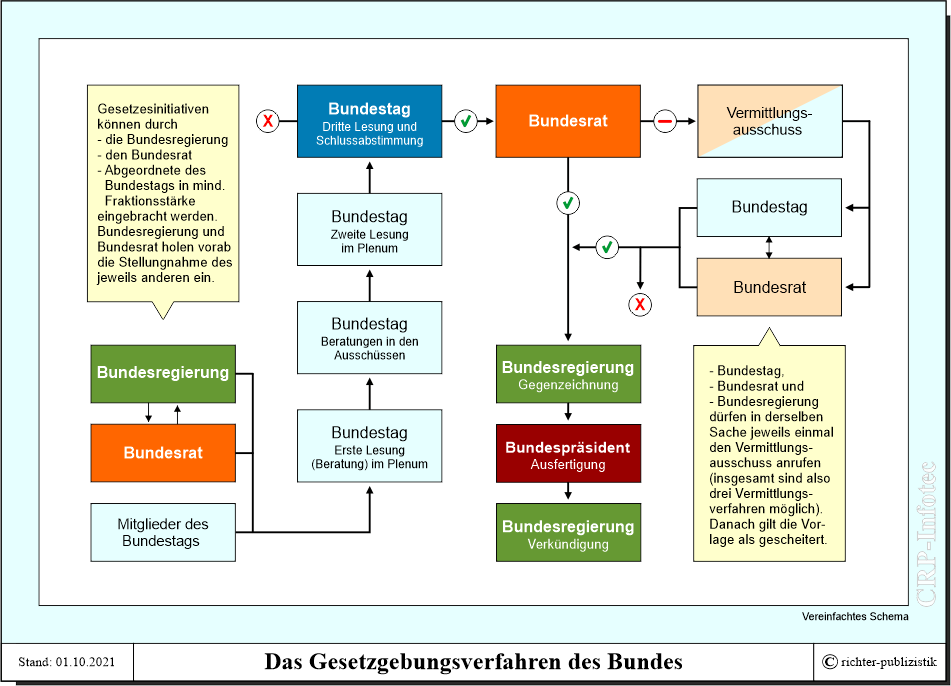 Gesetzesinitiativen
können durch
- die Bundesregierung
- den Bundesrat
- Abgeordnete des
Bundestags in mind.
Fraktionsstärke
eingebracht werden.
Bundesregierung und
Bundesrat holen vorab
die Stellungnahme des
jeweils anderen ein.
Bundesregierung
Bundesrat
Mitglieder des
Bundestags
Bundestag
Dritte Lesung und
Schlussabstimmung
Bundestag
Zweite Lesung
im Plenum
Bundestag
Beratungen in den
Ausschüssen
Bundestag
Erste Lesung
(Beratung) im Plenum
Bundesrat
Bundesregierung
Gegenzeichnung
Bundespräsident
Ausfertigung
Bundesregierung
Verkündigung
Vermittlungs-
ausschuss
Bundestag
Bundesrat
- Bundestag,
- Bundesrat und
- Bundesregierung
dürfen in derselben
Sache jeweils einmal
den Vermittlungs-
ausschuss anrufen
(insgesamt sind also
drei Vermittlungs-
verfahren möglich).
Danach gilt die Vor-
lage als gescheitert.
CRP-Infotec
Vereinfachtes Schema
Stand: 01.10.2021
Das Gesetzgebungsverfahren des Bundes
© richter-publizistik